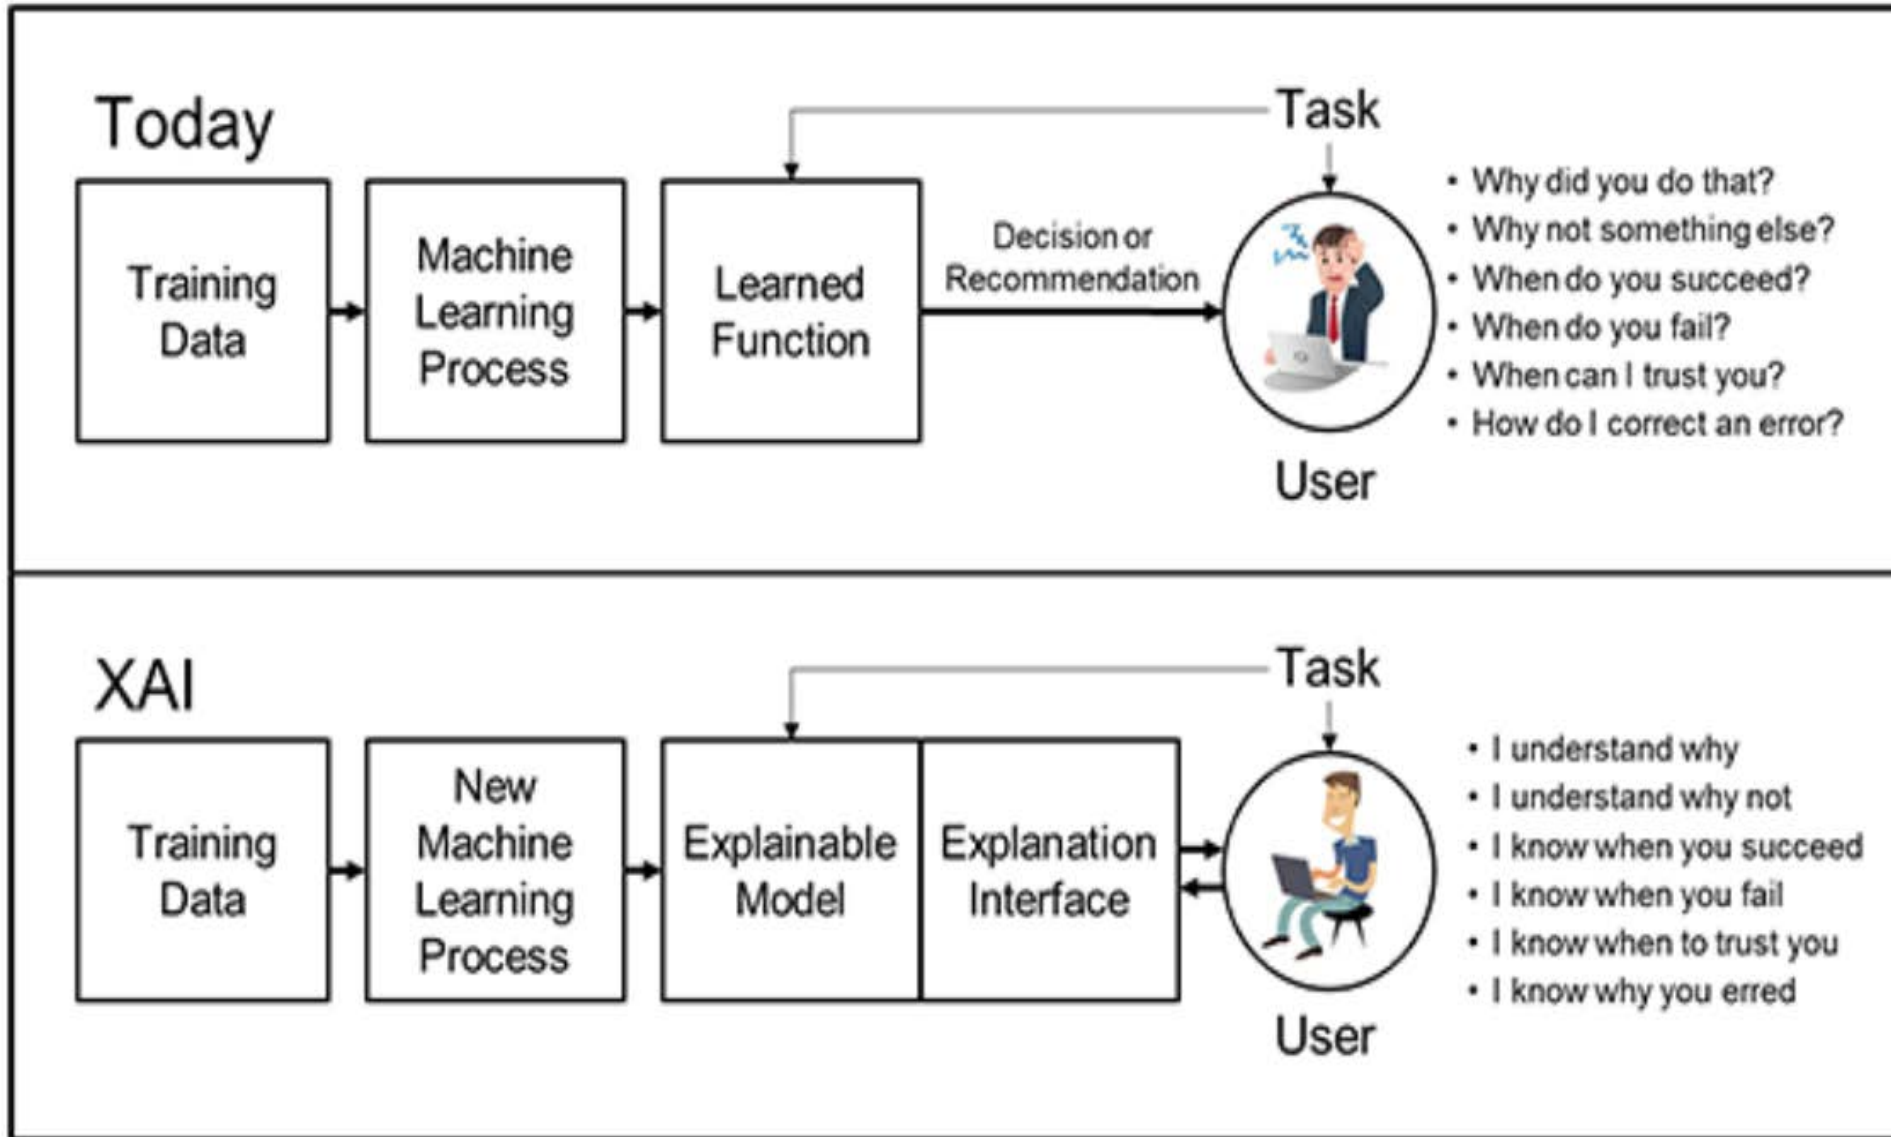 Today
Task
Training
Data
Machine
Learning
Process
Learned
Function
Decision or
Recommendation
User
• Why did you do that?
• Why not something else?
• When do you succeed?
• When do you fail?
• When can I trust you?
• How do I correct an error?
XAI
Task
Training
Data
New
Machine
Learning
Process
Explainable
Model
Explanation
Interface
User
• I understand why
• I understand why not
• I know when you succeed
• I know when you fail
• I know when to trust you
• I know why you erred